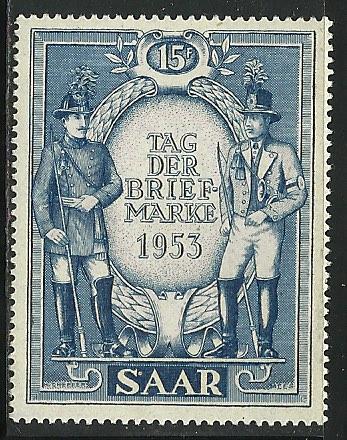 15F
TAG
DER
BRIEF-
MARKE
1953
SAAR